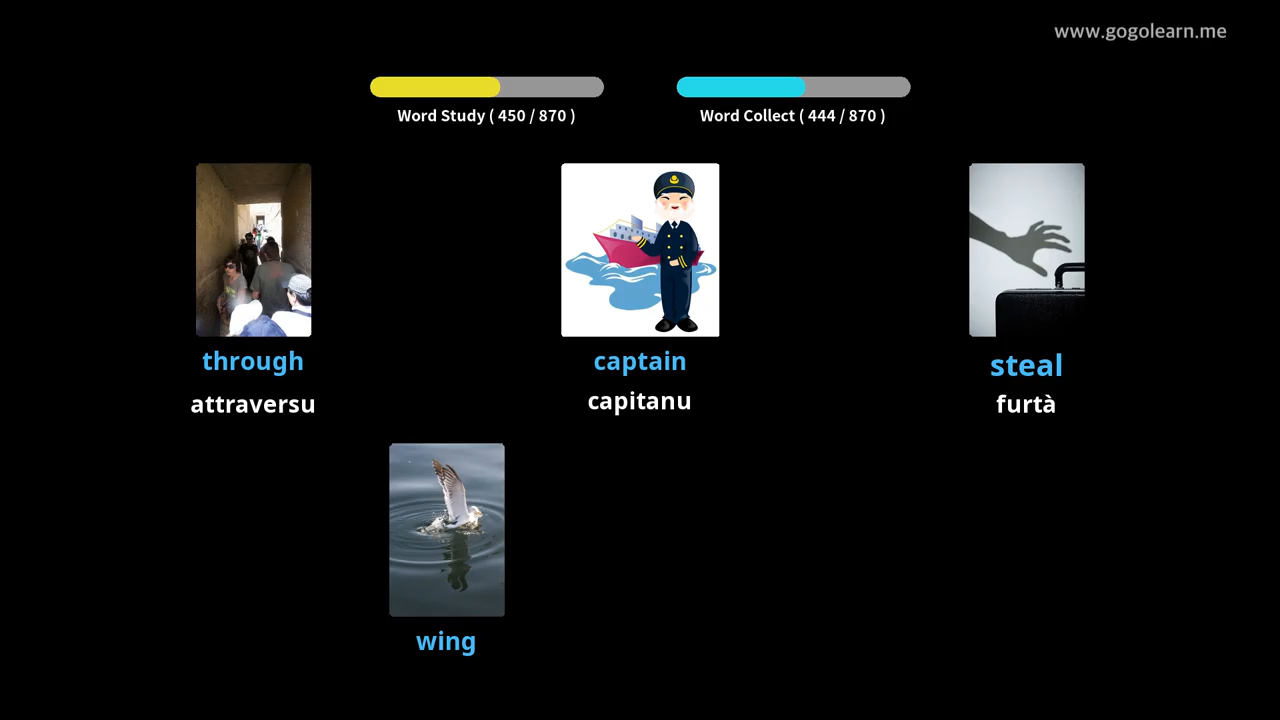 www.gogolearn.me
Word Study ( 450 / 870 )
Word Collect ( 444 / 870 )
through
captain
steal
attraversu
capitanu
furtà
wing